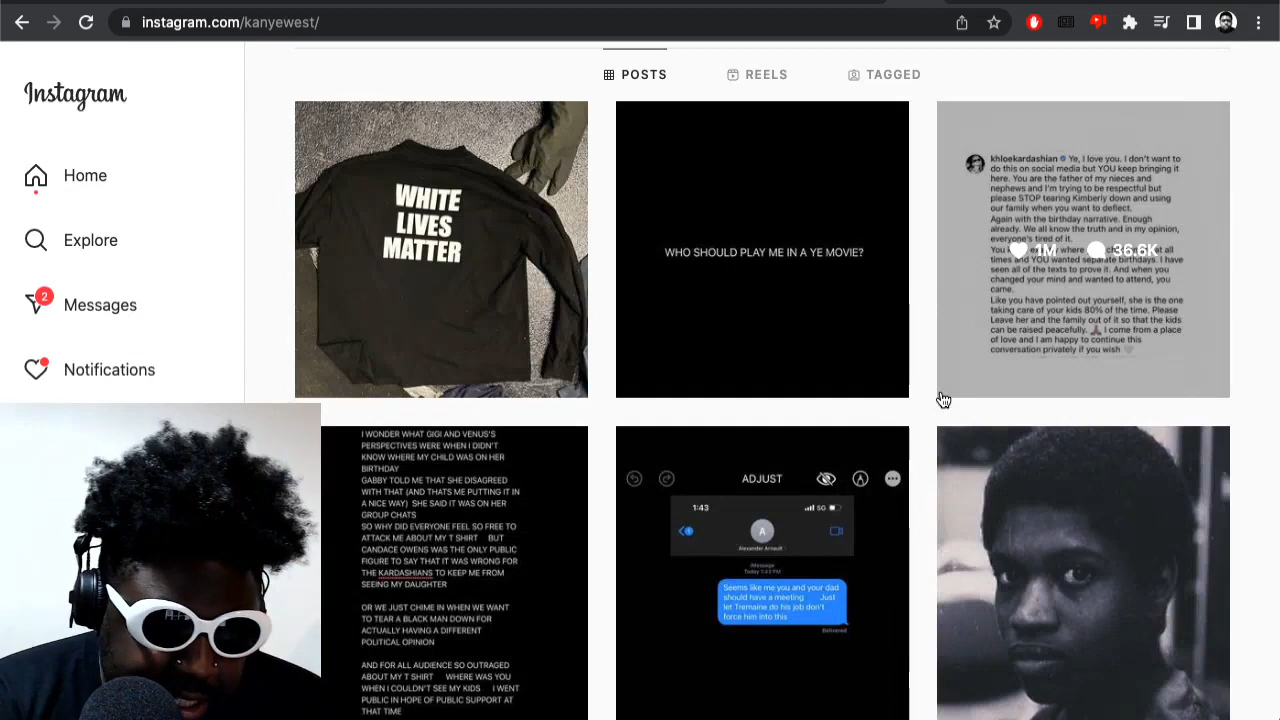 instagram.com/kanyewest/
Instagram
POSTS
REELS
TAGGED
Home
Explore
2
Messages
Notifications
WHITE
LIVES
MATTER
WHO SHOULD PLAY ME IN A YE MOVIE?
khloekardashian Ye, I love you. I don't want to
do this on social media but YOU keep bringing it
here. You are the father of my nieces and
nephews and I'm trying to be respectful but
please STOP tearing Kimberly down and using
our family when you want to deflect.
Again with the birthday narrative. Enough
already. We all know the truth and in my opinion,
everyone's tired of it.
1M
36.6K
times and YOU wanted separate birthdays. I have
seen all of the texts to prove it. And when you
changed your mind and wanted to attend, you
came.
Like you have pointed out yourself, she is the one
taking care of your kids 80% of the time. Please
Leave her and the family out of it so that the kids
can be raised peacefully. 🙏🏾 I come from a place
of love and I am happy to continue this
conversation privately if you wish 🤍
I WONDER WHAT GIGI AND VENUS'S
PERSPECTIVES WERE WHEN I DIDN'T
KNOW WHERE MY CHILD WAS ON HER
BIRTHDAY
GABBY TOLD ME THAT SHE DISAGREED
WITH THAT (AND THATS ME PUTTING IT IN
A NICE WAY) SHE SAID IT WAS ON HER
GROUP CHATS
SO WHY DID EVERYONE FEEL SO FREE TO
ATTACK ME ABOUT MY T SHIRT BUT
CANDACE OWENS WAS THE ONLY PUBLIC
FIGURE TO SAY THAT IT WAS WRONG FOR
THE KARDASHIANS TO KEEP ME FROM
SEEING MY DAUGHTER
OR WE JUST CHIME IN WHEN WE WANT
TO TEAR A BLACK MAN DOWN FOR
ACTUALLY HAVING A DIFFERENT
POLITICAL OPINION
AND FOR ALL AUDIENCE SO OUTRAGED
ABOUT MY T SHIRT WHERE WAS YOU
WHEN I COULDN'T SEE MY KIDS I WENT
PUBLIC IN HOPE OF PUBLIC SUPPORT AT
THAT TIME
ADJUST
1:43
5G
A
Alexander Arnault
iMessage
Today 1:43 PM
Seems like me you and your dad
should have a meeting Just
let Tremaine do his job don't
force him into this
Delivered